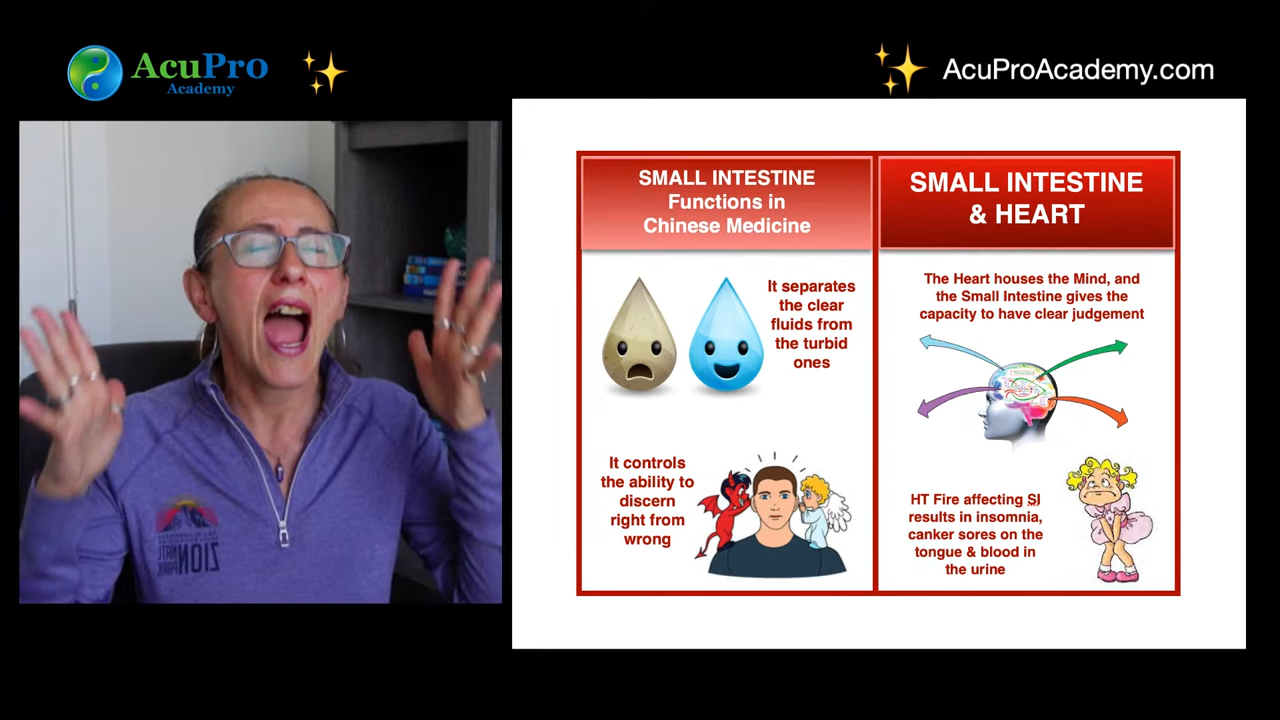 AcuPro
Academy
AcuProAcademy.com
SMALL INTESTINE
Functions in
Chinese Medicine
It separates
the clear
fluids from
the turbid
ones
It controls
the ability to
discern
right from
wrong
SMALL INTESTINE
& HEART
The Heart houses the Mind, and
the Small Intestine gives the
capacity to have clear judgement
HT Fire affecting SI
results in insomnia,
canker sores on the
tongue & blood in
the urine
ZION
NAT'L
PARK